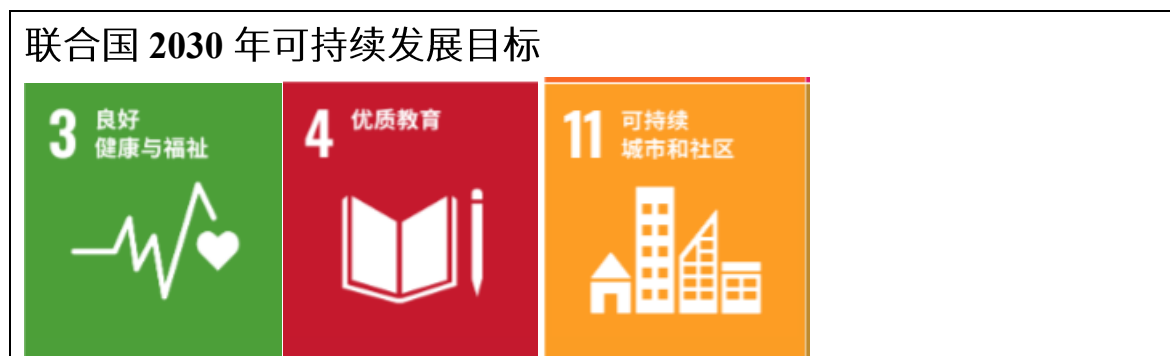 联合国 2030 年可持续发展目标
3 良好
健康与福祉
4 优质教育
11 可持续
城市和社区